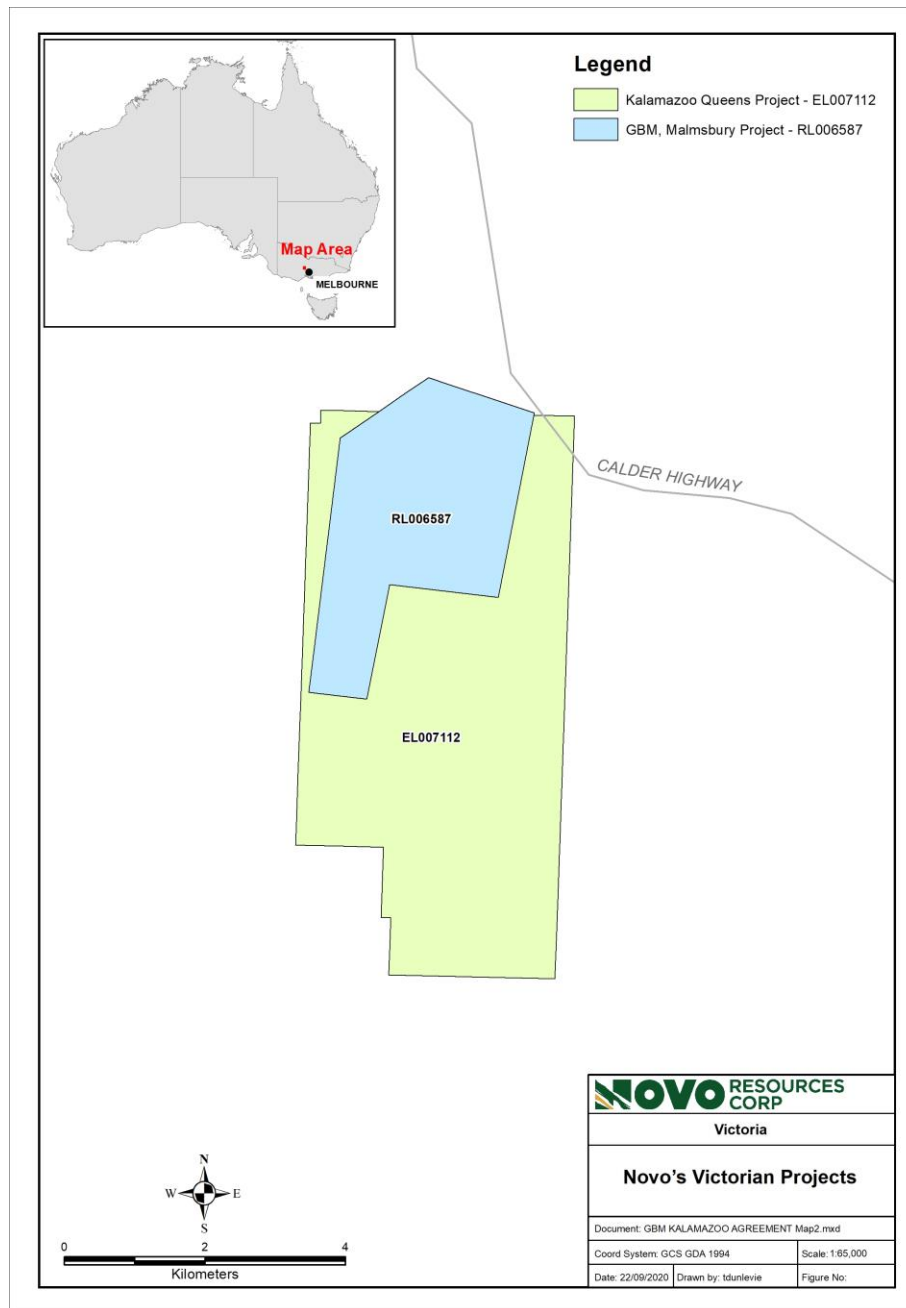 Legend
Kalamazoo Queens Project - EL007112
GBM, Malmsbury Project - RL006587
Map Area
MELBOURNE
CALDER HIGHWAY
RL006587
EL007112
N
W E
S
0 2 4
Kilometers
NOVO RESOURCES CORP
Victoria
Novo's Victorian Projects
Document: GBM KALAMAZOO AGREEMENT Map2.mxd
Coord System: GCS GDA 1994 Scale: 1:65,000
Date: 22/09/2020 Drawn by: tdunlevie Figure No: